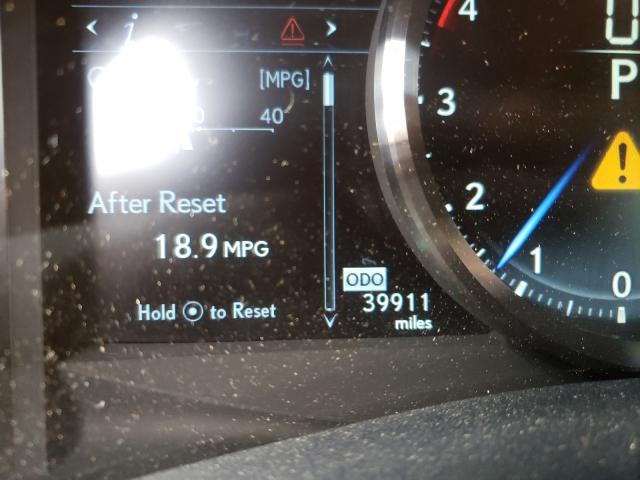 i
[MPG]
40
After Reset
18.9 MPG
Hold to Reset
ODO
39911
miles
4
3
2
1
0
P
!